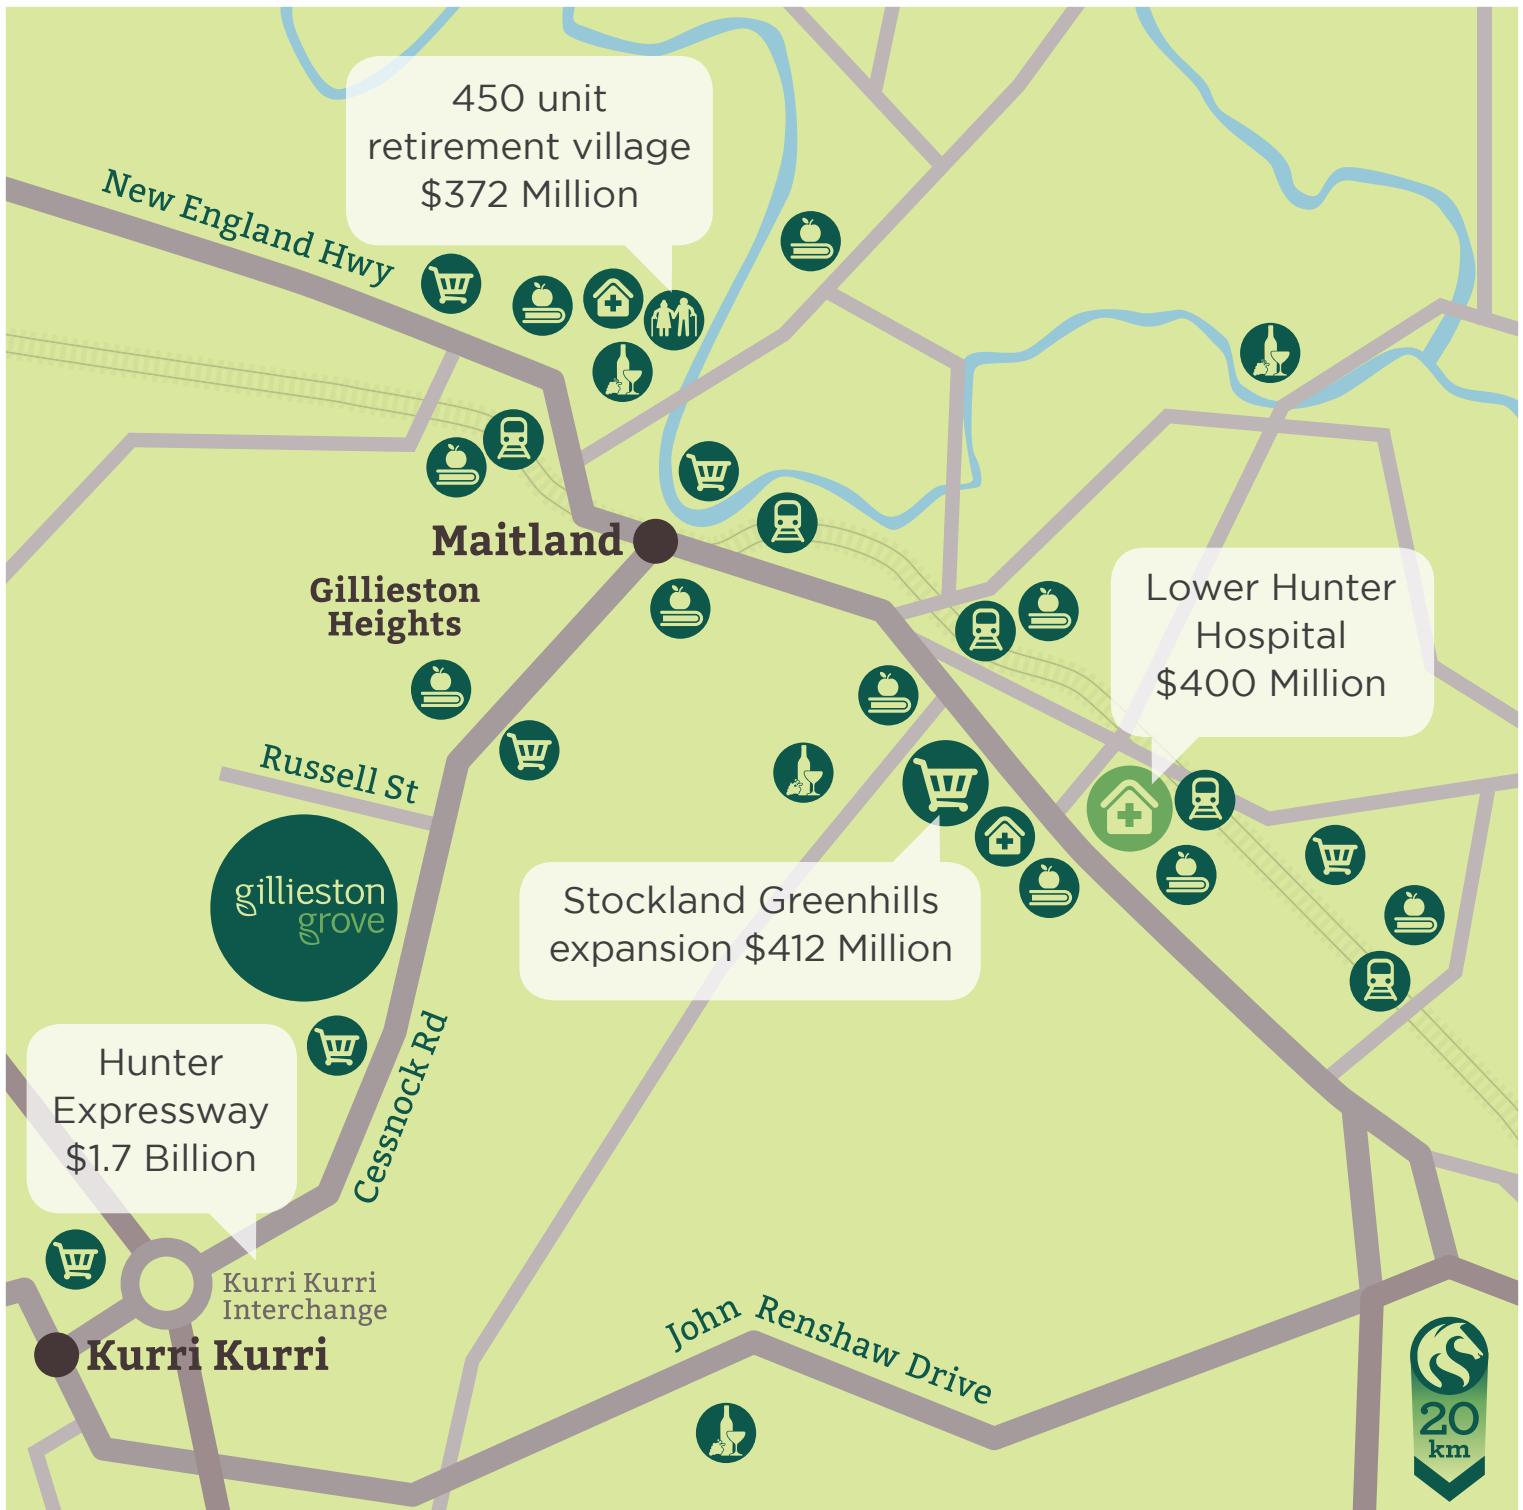 450 unit
retirement village
$372 Million
New England Hwy
Maitland
Gillieston
Heights
Lower Hunter
Hospital
$400 Million
Russell St
gillieston
grove
Stockland Greenhills
expansion $412 Million
Cessnock Rd
Hunter
Expressway
$1.7 Billion
Kurri Kurri
Interchange
Kurri Kurri
John Renshaw Drive
20
km